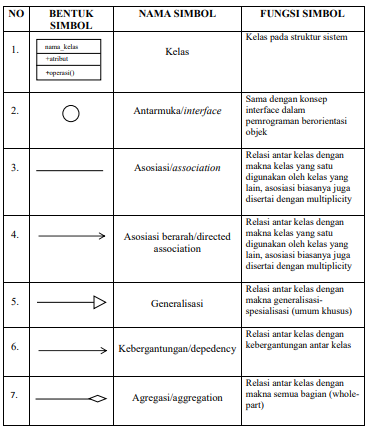 NO
BENTUK
SIMBOL
NAMA SIMBOL
FUNGSI SIMBOL
1.
nama_kelas
+atribut
+operasi()
Kelas
Kelas pada struktur sistem
2.
Antarmuka/interface
Sama dengan konsep
interface dalam
pemrograman berorientasi
objek
3.
Asosiasi/association
Relasi antar kelas dengan
makna kelas yang satu
digunakan oleh kelas yang
lain, asosiasi biasanya juga
disertai dengan multiplicity
4.
Asosiasi berarah/directed
association
Relasi antar kelas dengan
makna kelas yang satu
digunakan oleh kelas yang
lain, asosiasi biasanya juga
disertai dengan multiplicity
5.
Generalisasi
Relasi antar kelas dengan
makna generalisasi-
spesialisasi (umum khusus)
6.
Kebergantungan/depedency
Relasi antar kelas dengan
kebergantungan antar kelas
7.
Agregasi/aggregation
Relasi antar kelas dengan
makna semua bagian (whole-
part)